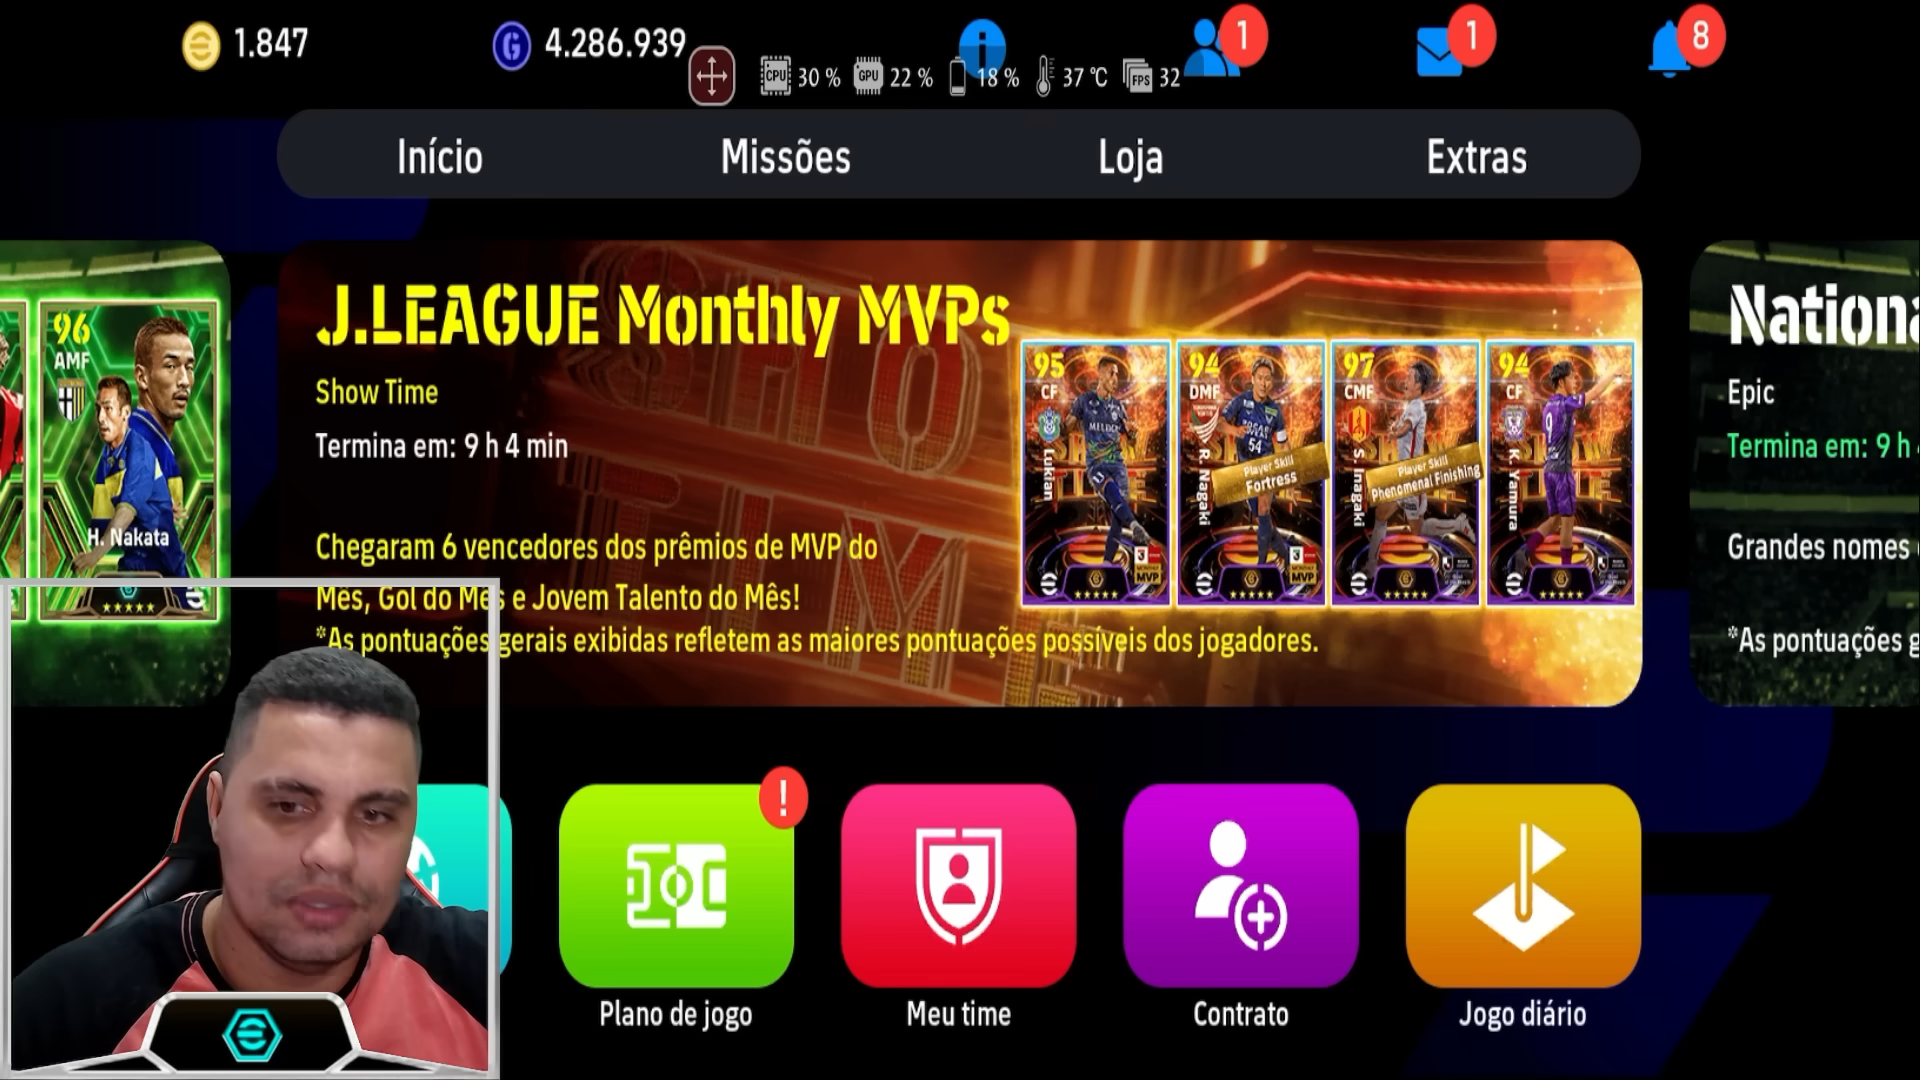 1.847
4.286.939
1
1
8
CPU 30 % GPU 22 % 18 % 37 °C FPS 32
Início Missões Loja Extras
96
AMF
H. Nakata
J.LEAGUE Monthly MVPs
Show Time
Termina em: 9 h 4 min
Chegaram 6 vencedores dos prêmios de MVP do
Mês, Gol do Mês e Jovem Talento do Mês!
*As pontuações gerais exibidas refletem as maiores pontuações possíveis dos jogadores.
95
CF
Lukian
94
DMF
R. Nagaki
54
Player Skill
Fortress
MONTHLY
MVP
97
CMF
S. Inagaki
Player Skill
Phenomenal Finishing
94
CF
K. Yamura
9
Nationa
Epic
Termina em: 9 h
Grandes nomes
*As pontuações g
!
Plano de jogo
Meu time
Contrato
Jogo diário